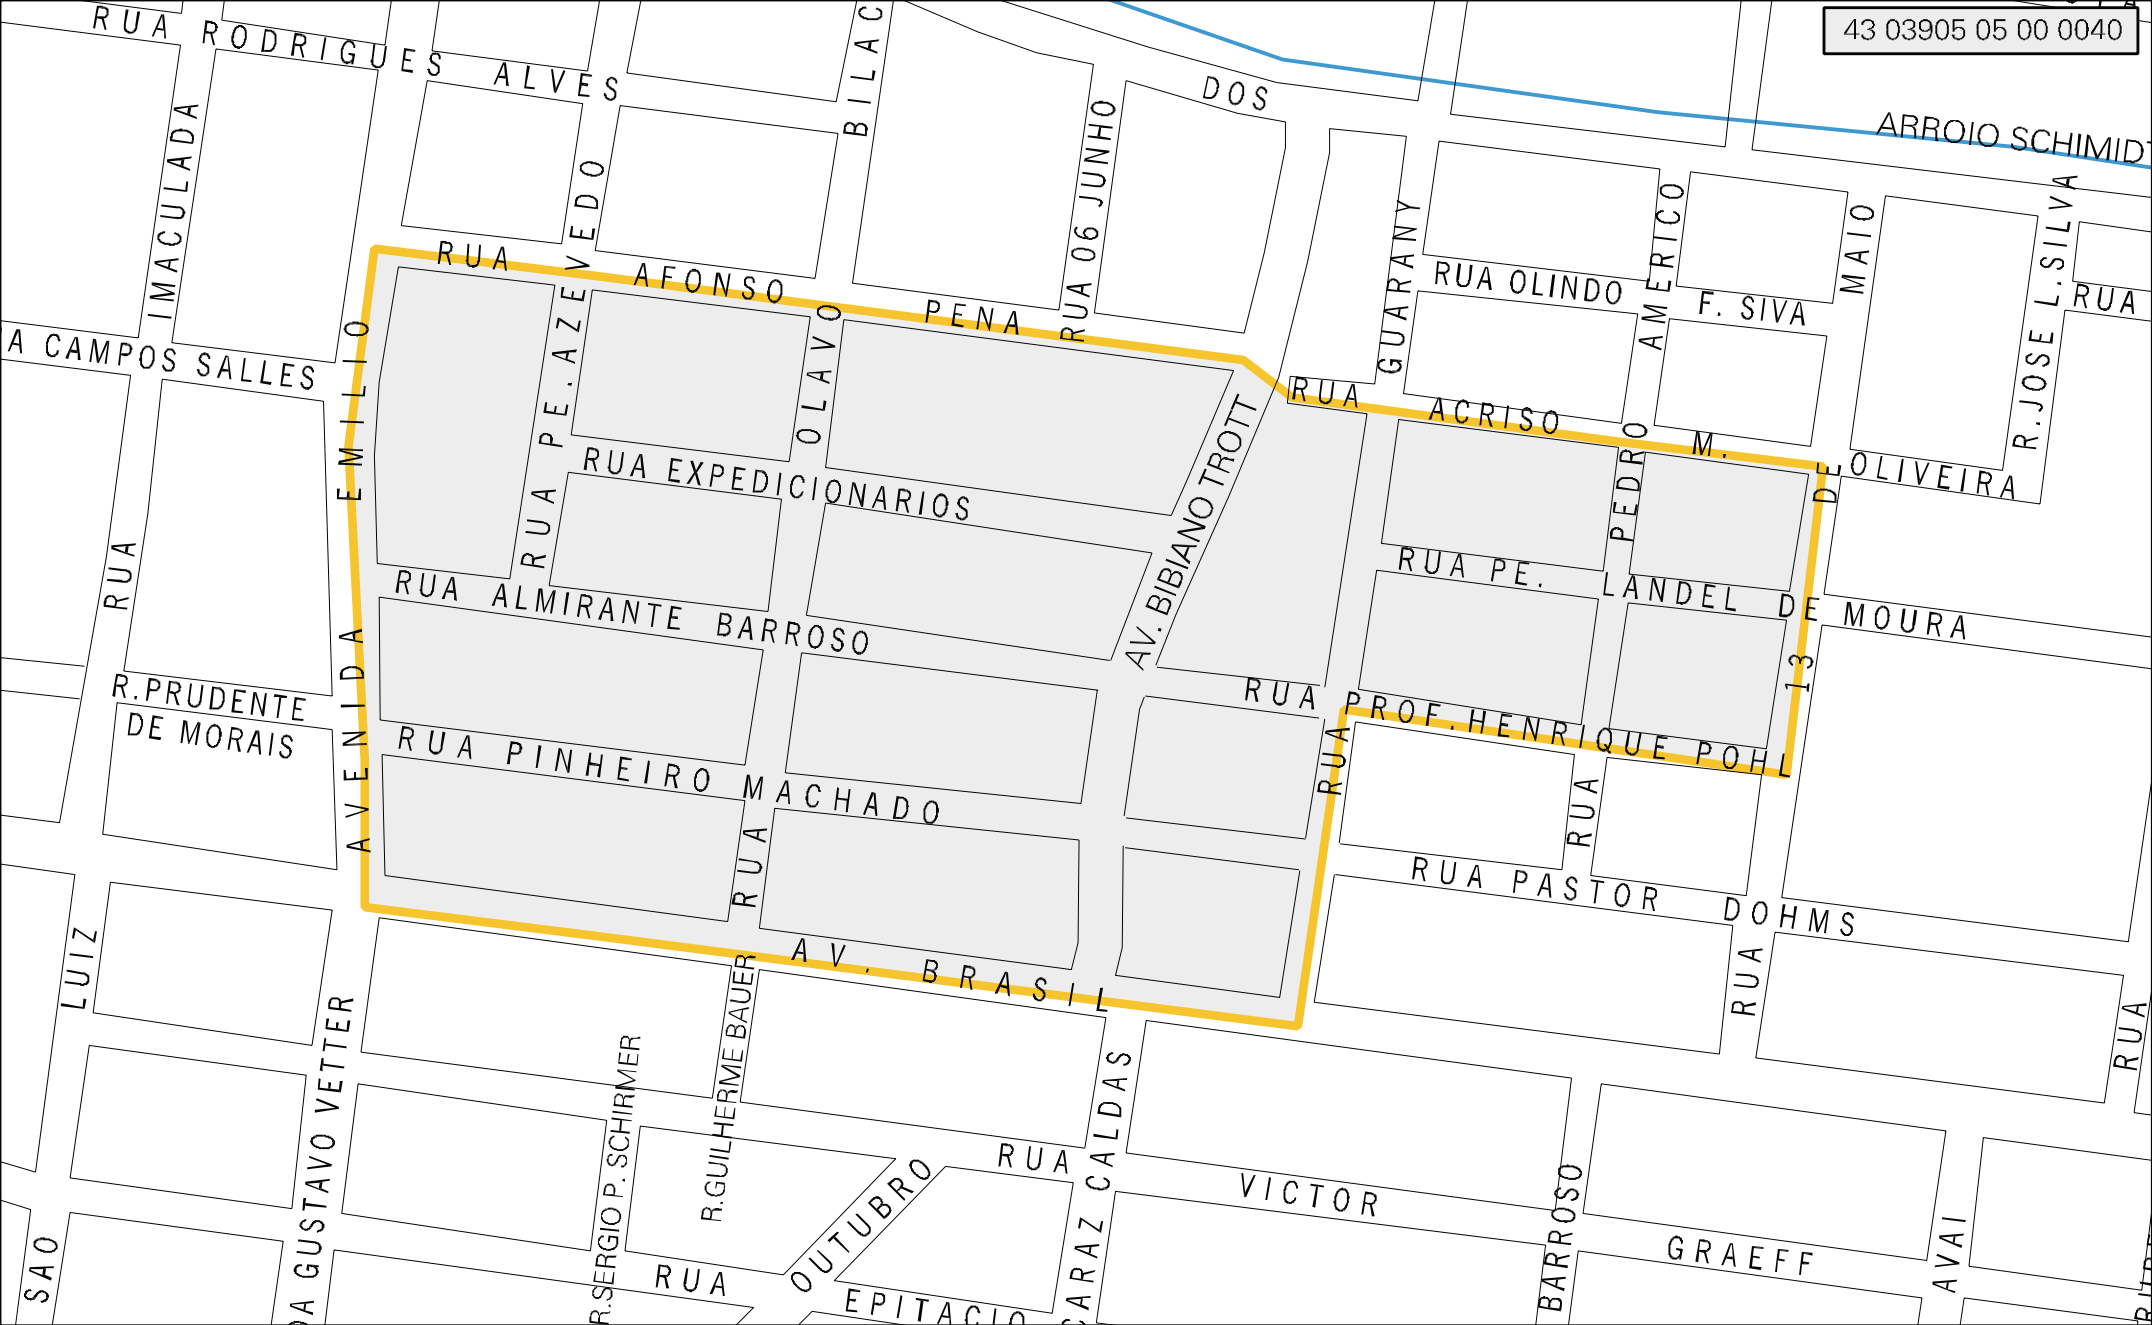 43 03905 05 00 0040
RUA RODRIGUES ALVES
BILAC
DOS
ARROIO SCHIMIDT
IMACULADA
RUA 06 JUNHO
GUARANY
RUA OLINDO F. SIVA
PEDRO AMERICO
MAIO
R.JOSE L.SILVA
RUA
RUA AFONSO PENA
A CAMPOS SALLES
AVENIDA EMILIO
RUA PE.AZEVEDO
OLAVO
RUA ACRISO M. DE OLIVEIRA
RUA EXPEDICIONARIOS
AV. BIBIANO TROTT
RUA
RUA PE. LANDEL DE MOURA
RUA ALMIRANTE BARROSO
13
R.PRUDENTE
DE MORAIS
RUA PROF.HENRIQUE POHL
RUA PINHEIRO MACHADO
RUA
RUA
RUA
RUA PASTOR DOHMS
LUIZ
AV. BRASIL
RUA
RUA
R.GUILHERME BAUER
R.SERGIO P. SCHIRMER
DA GUSTAVO VETTER
CARAZ CALDAS
RUA VICTOR GRAEFF
OUTUBRO
BARROSO
AVAI
SAO
RUA EPITACIO